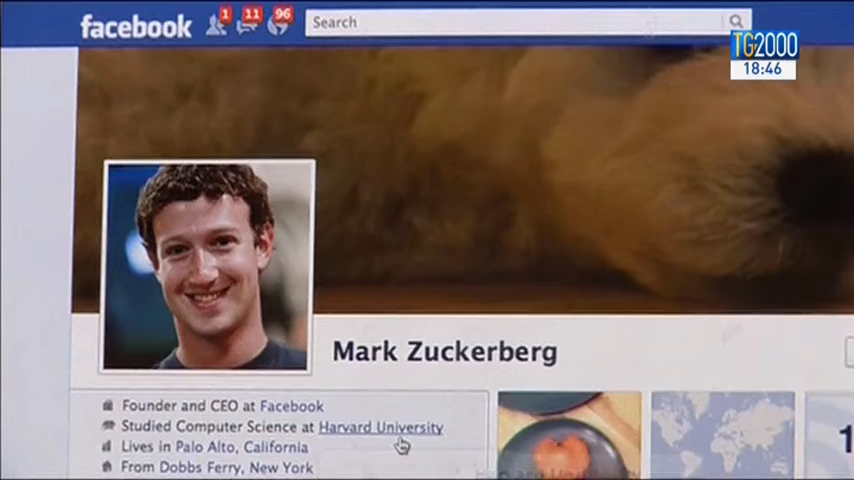 facebook
1
11
96
Search
TG2000
18:46
Mark Zuckerberg
Founder and CEO at Facebook
Studied Computer Science at Harvard University
Lives in Palo Alto, California
From Dobbs Ferry, New York
1